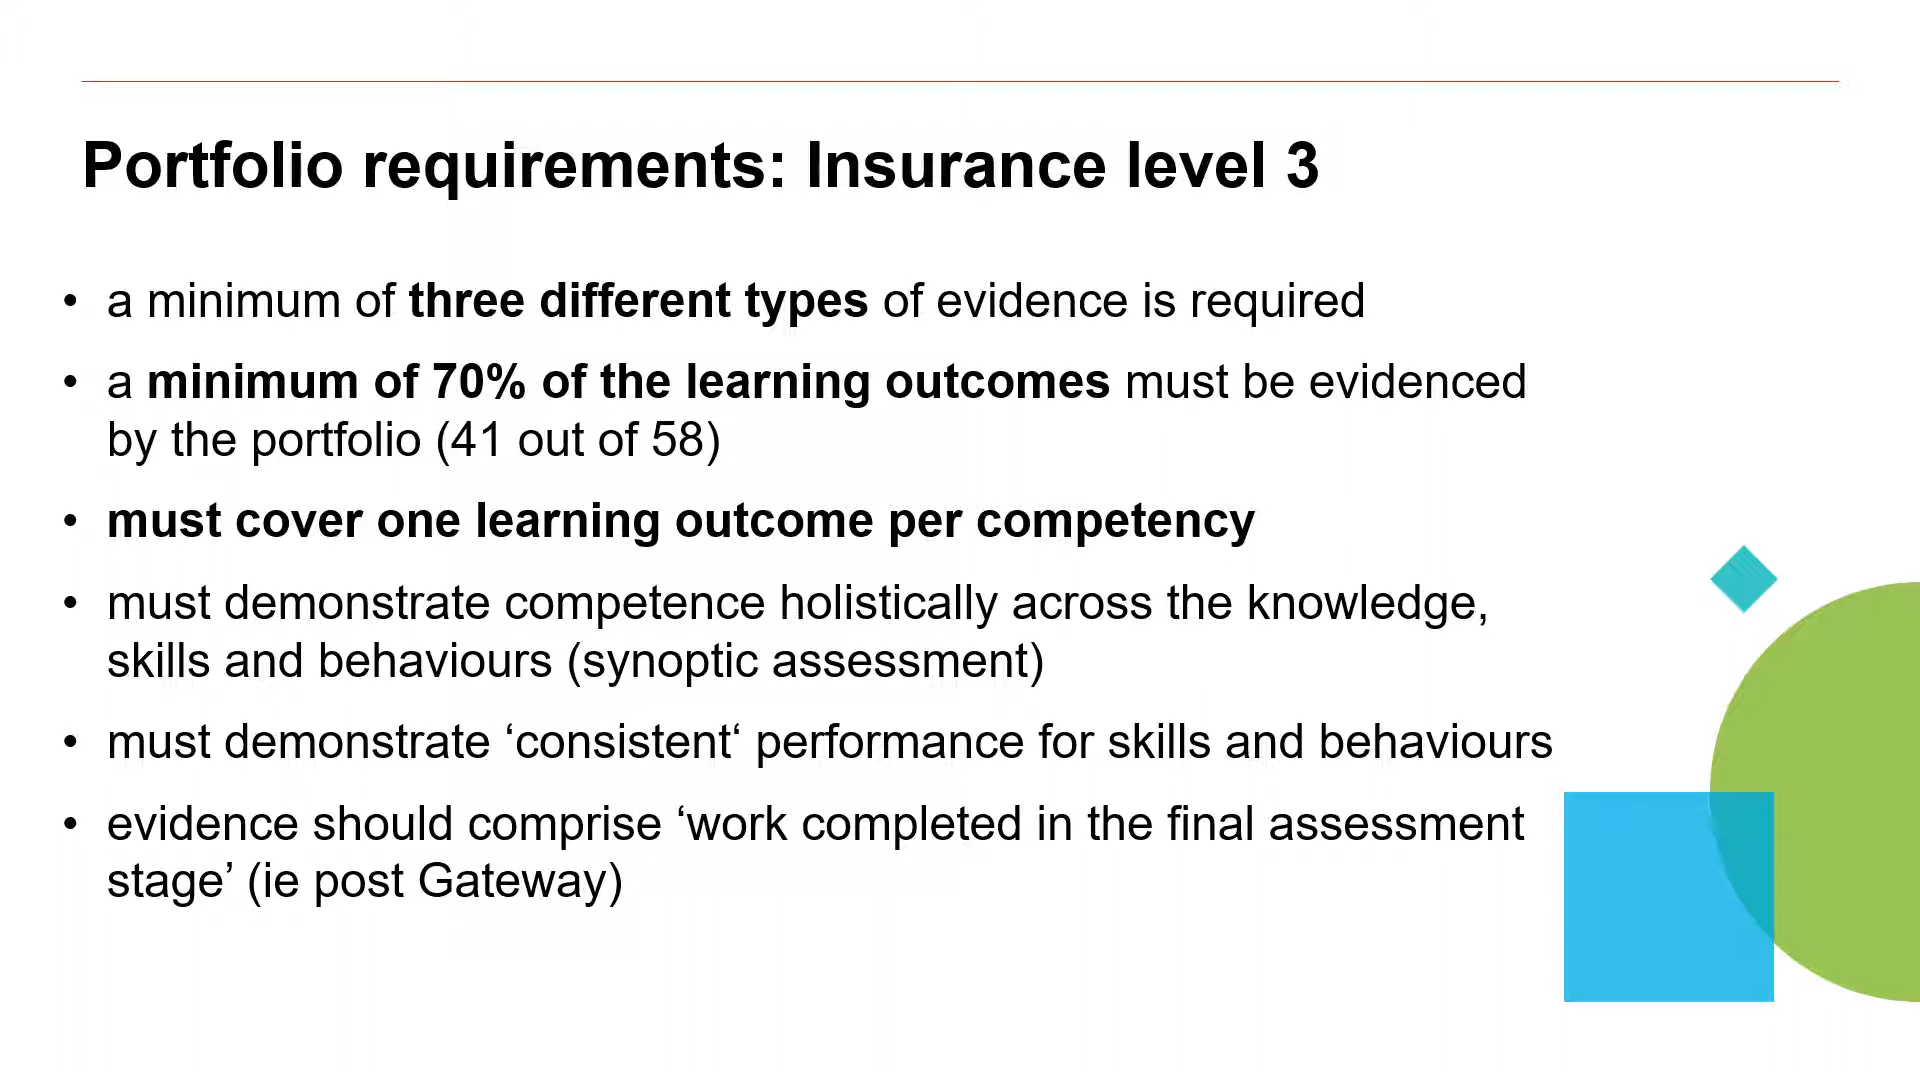 Portfolio requirements: Insurance level 3
• a minimum of three different types of evidence is required
• a minimum of 70% of the learning outcomes must be evidenced
by the portfolio (41 out of 58)
• must cover one learning outcome per competency
• must demonstrate competence holistically across the knowledge,
skills and behaviours (synoptic assessment)
• must demonstrate ‘consistent‘ performance for skills and behaviours
• evidence should comprise ‘work completed in the final assessment
stage’ (ie post Gateway)